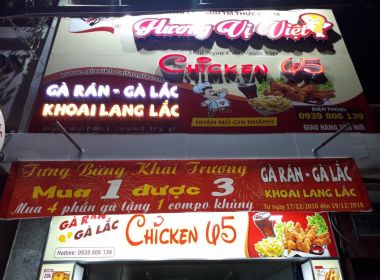 Hương Vị Việt
CHICKEN 45
GÀ RÁN - GÀ LẮC
KHOAI LANG LẮC
NHẬN MỞ CHI NHÁNH
ĐIỆN THOẠI
0939 806 139
GIAO HÀNG TẬN NƠI
Tưng Bừng Khai Trương
Mua 1 được 3
Mua 4 phần gà tặng 1 compo khủng
GÀ RÁN - GÀ LẮC
KHOAI LANG LẮC
Từ ngày 17/12/2018 đến 19/12/2018
GÀ RÁN
GÀ LẮC
CHICKEN 45
Hotline: 0939 806 139